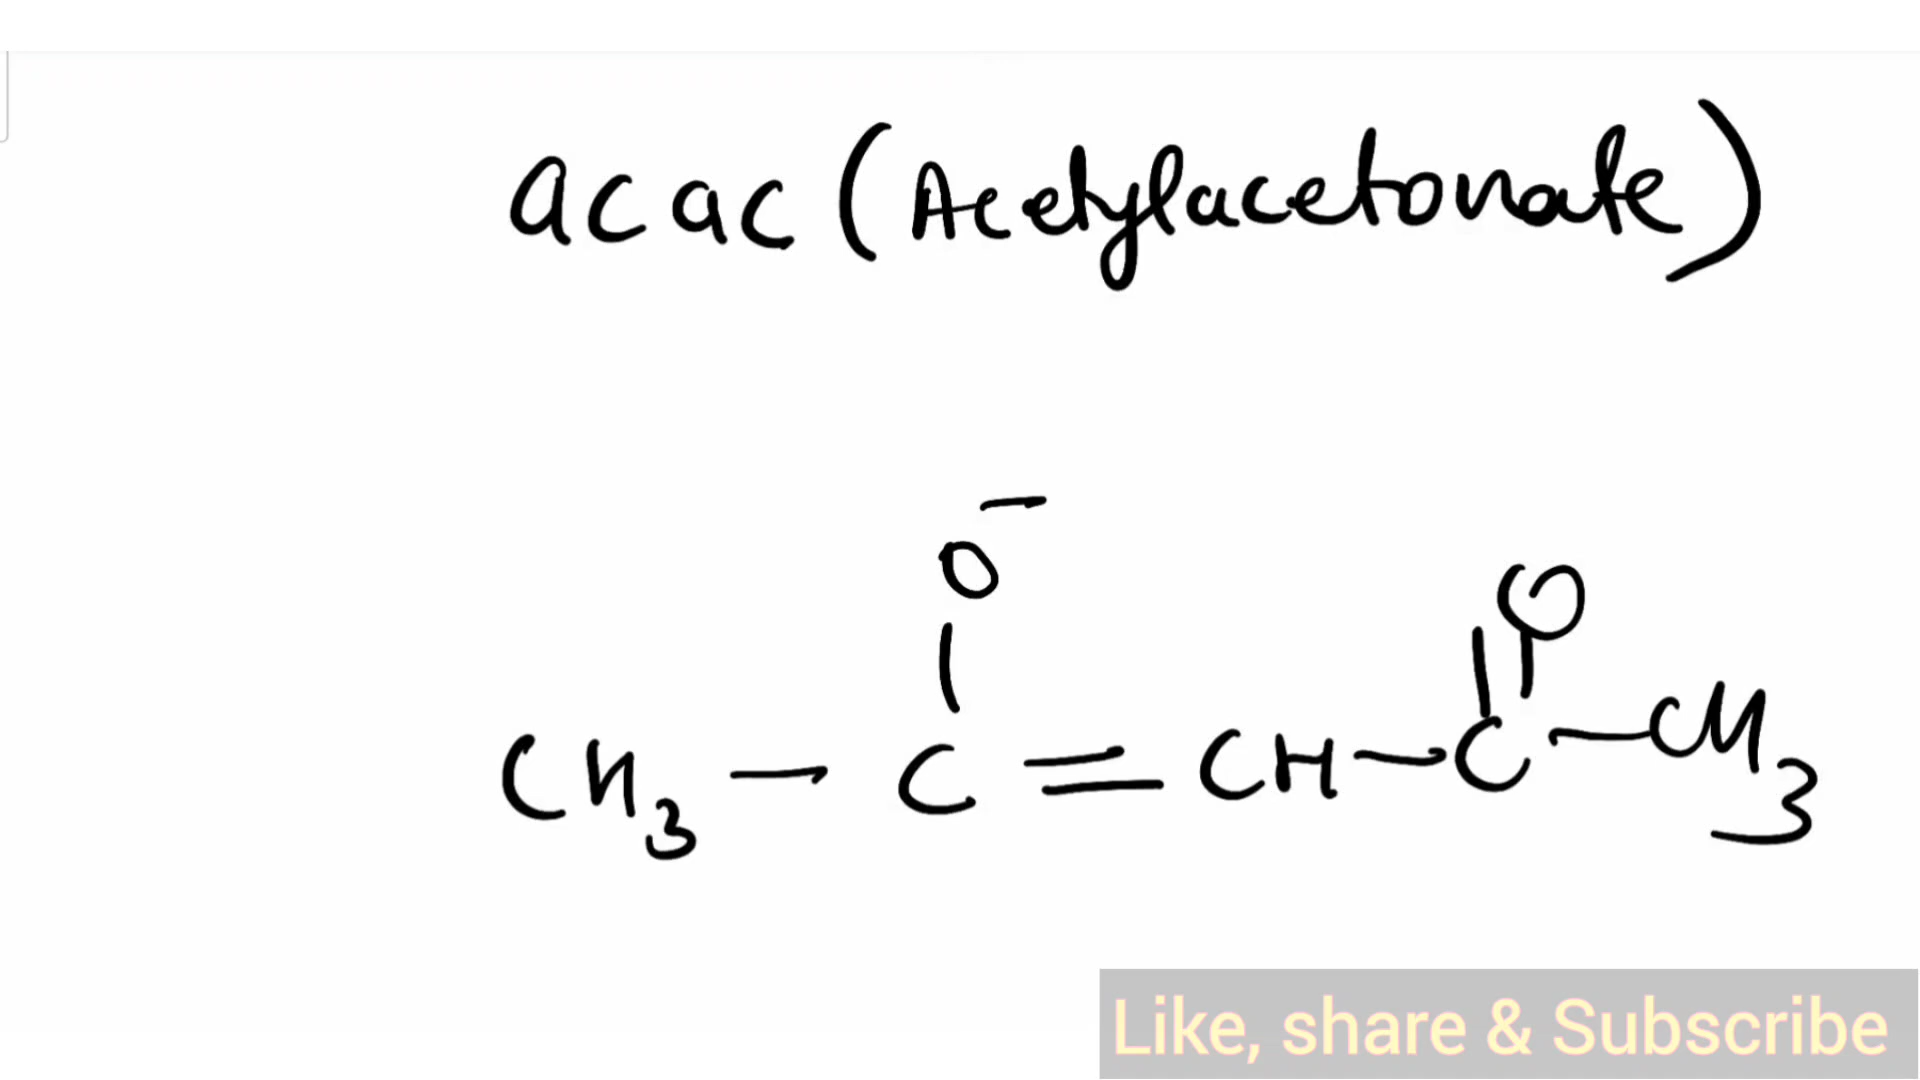 acac (Acetylacetonate)
O⁻ O
CH₃ — C = CH — C — CH₃
Like, share & Subscribe